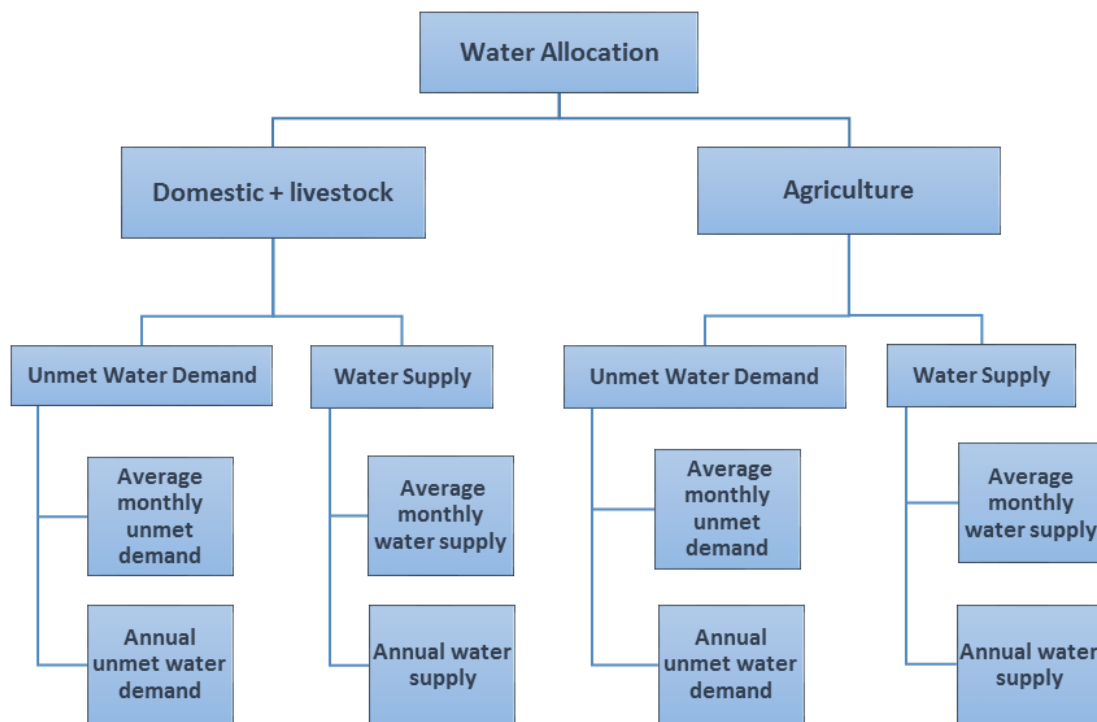 Water Allocation
Domestic + livestock
Agriculture
Unmet Water Demand
Water Supply
Unmet Water Demand
Water Supply
Average
monthly
unmet
demand
Average
monthly
water supply
Average
monthly
unmet
demand
Average
monthly
water supply
Annual
unmet water
demand
Annual water
supply
Annual
unmet water
demand
Annual water
supply